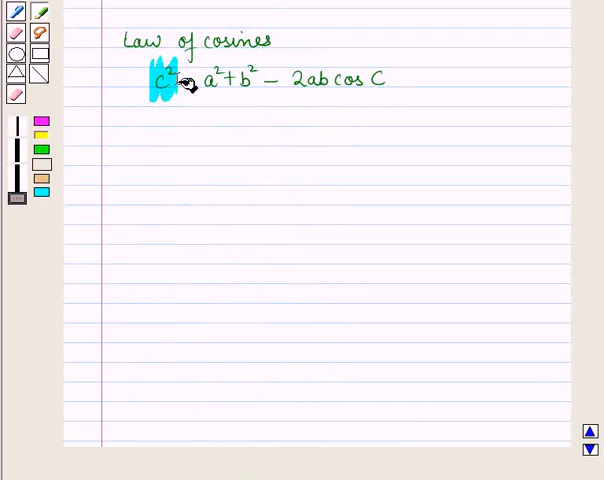 Law of cosines
c² = a² + b² − 2ab cos C